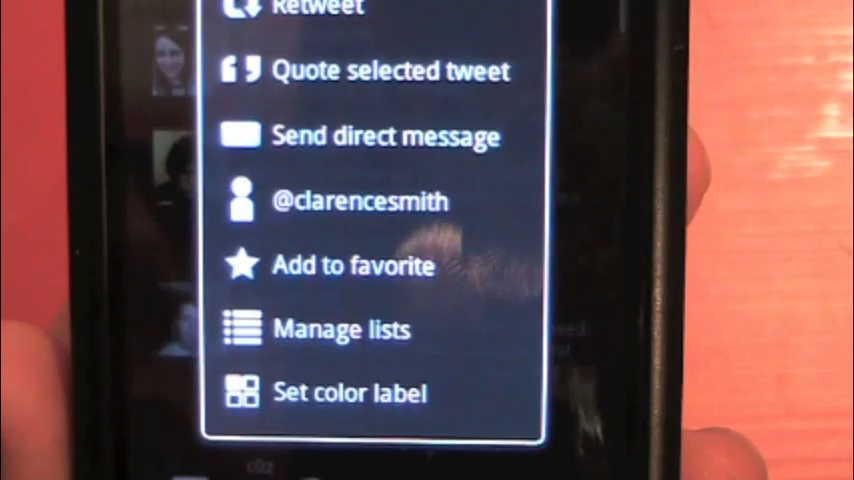 Retweet
Quote selected tweet
Send direct message
@clarencesmith
Add to favorite
Manage lists
Set color label